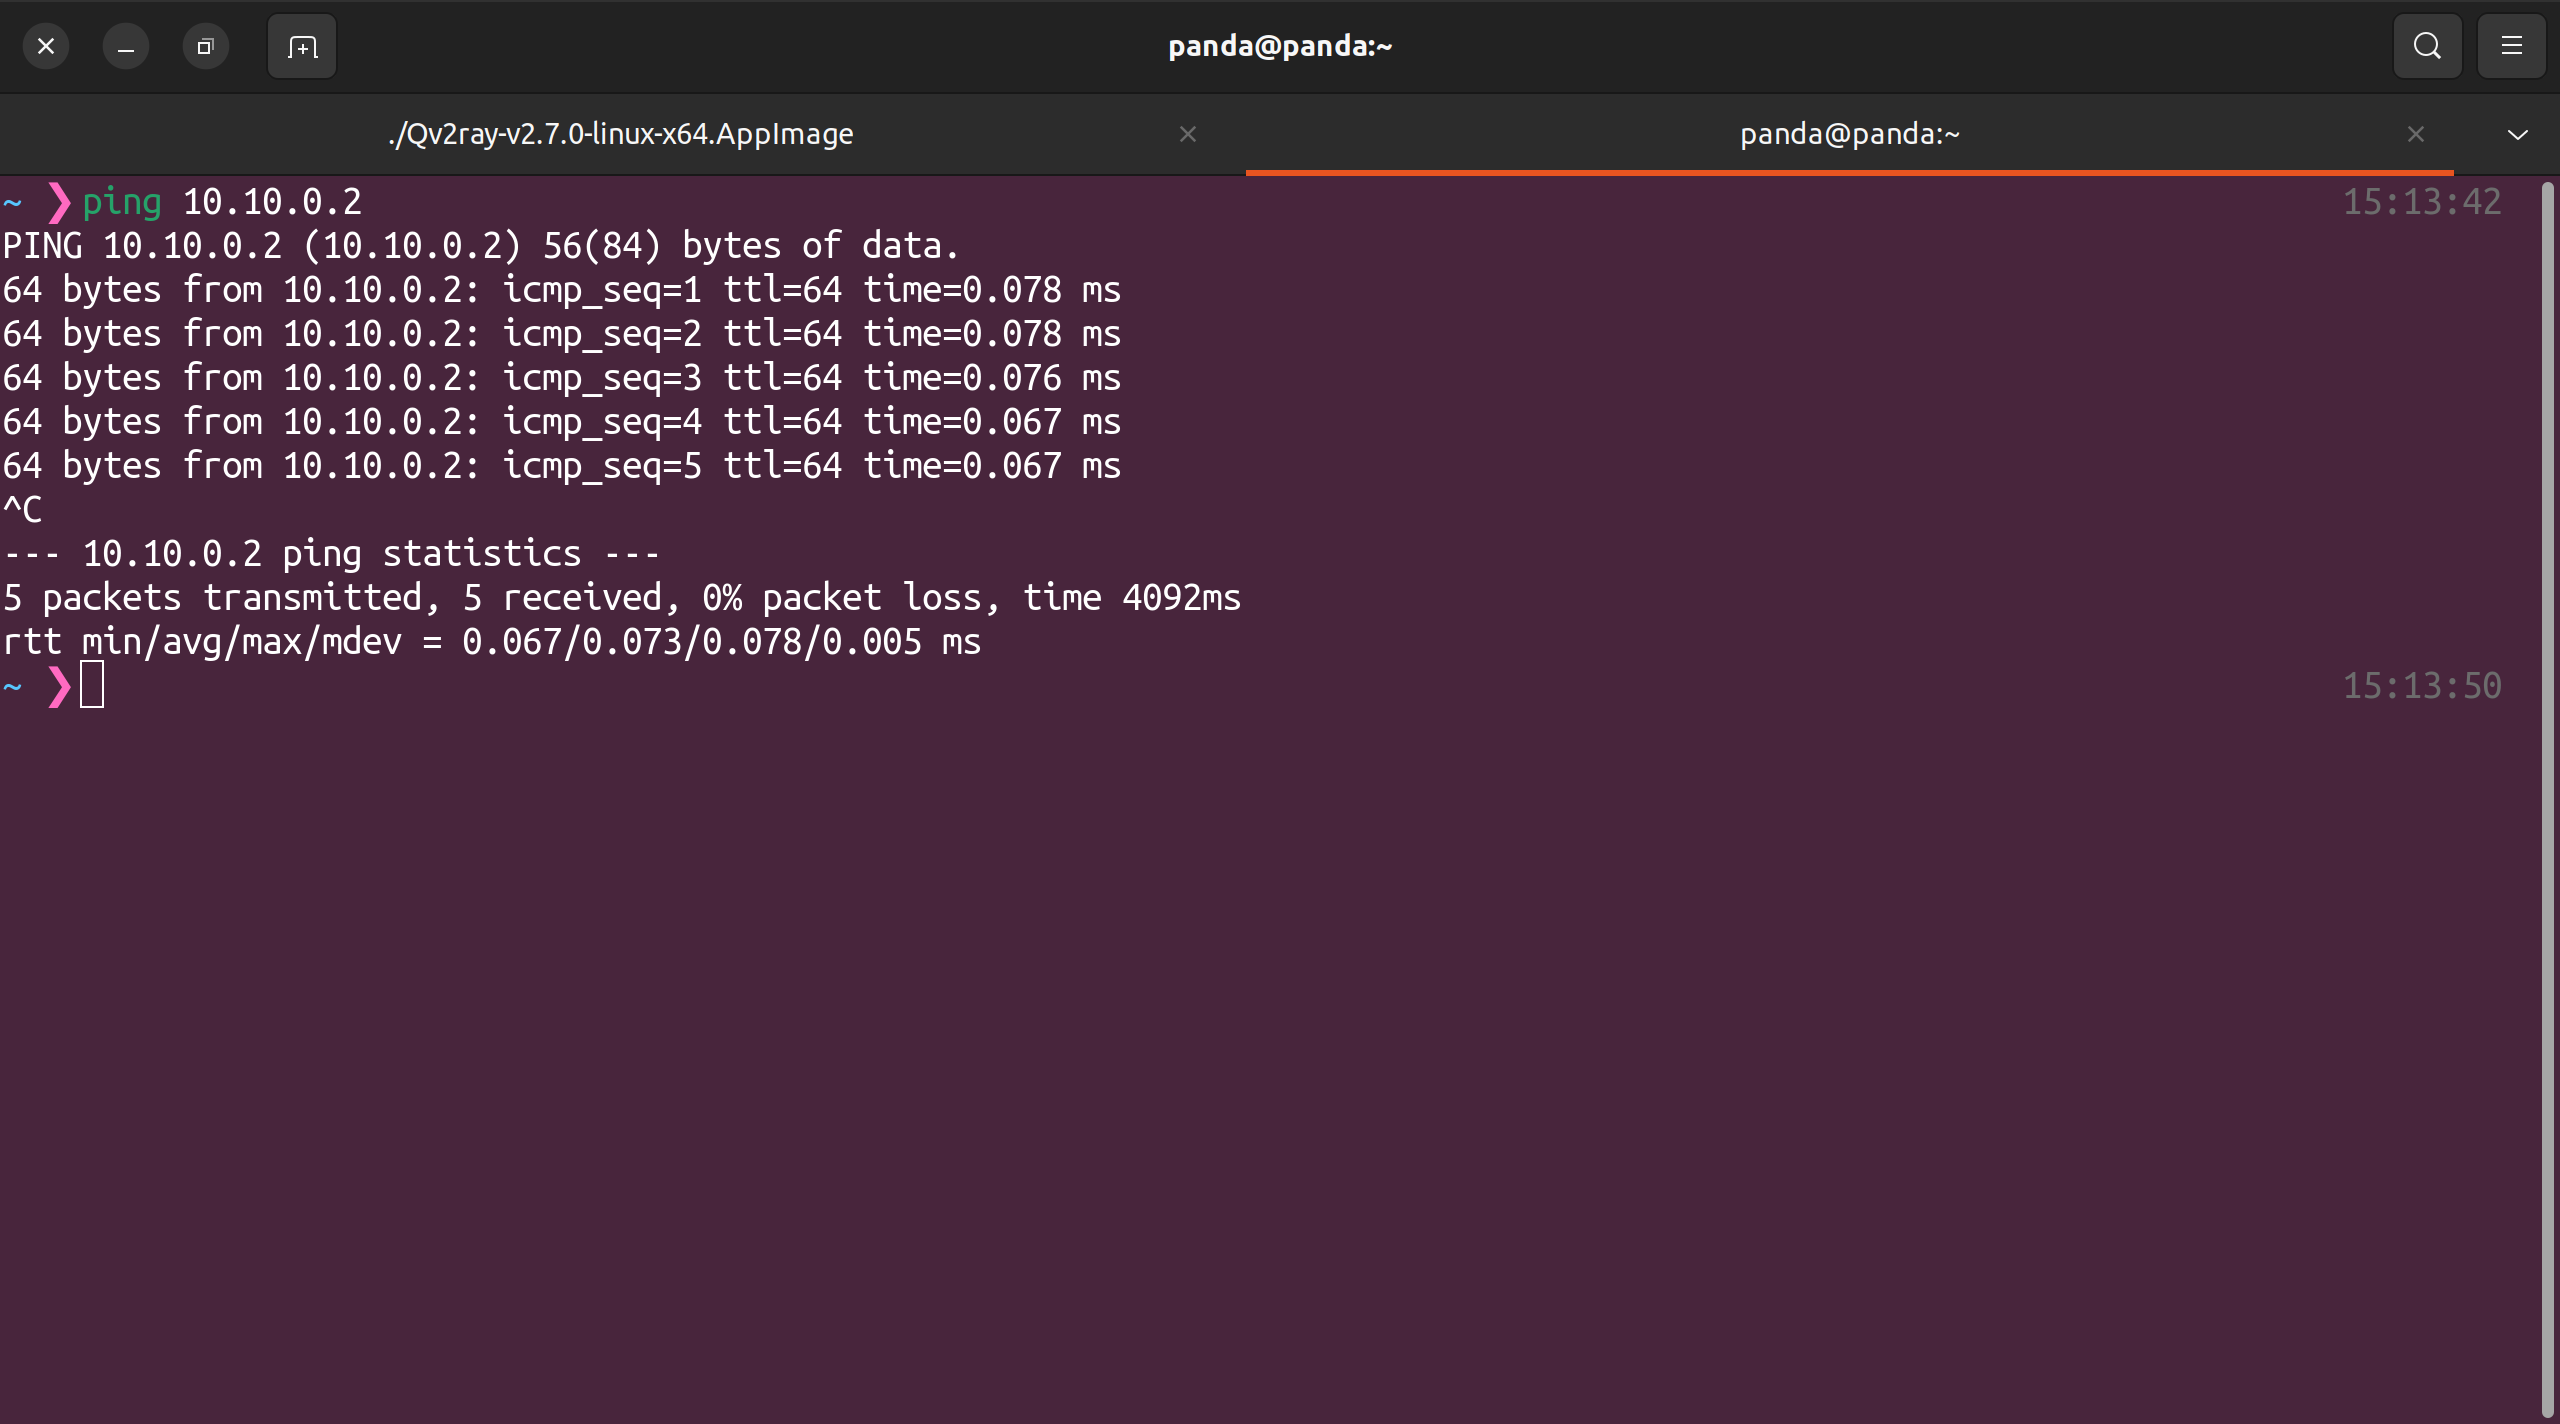 panda@panda:~
./Qv2ray-v2.7.0-linux-x64.AppImage
panda@panda:~
~ ❯ ping 10.10.0.2 15:13:42
PING 10.10.0.2 (10.10.0.2) 56(84) bytes of data.
64 bytes from 10.10.0.2: icmp_seq=1 ttl=64 time=0.078 ms
64 bytes from 10.10.0.2: icmp_seq=2 ttl=64 time=0.078 ms
64 bytes from 10.10.0.2: icmp_seq=3 ttl=64 time=0.076 ms
64 bytes from 10.10.0.2: icmp_seq=4 ttl=64 time=0.067 ms
64 bytes from 10.10.0.2: icmp_seq=5 ttl=64 time=0.067 ms
^C
--- 10.10.0.2 ping statistics ---
5 packets transmitted, 5 received, 0% packet loss, time 4092ms
rtt min/avg/max/mdev = 0.067/0.073/0.078/0.005 ms
~ ❯ 15:13:50